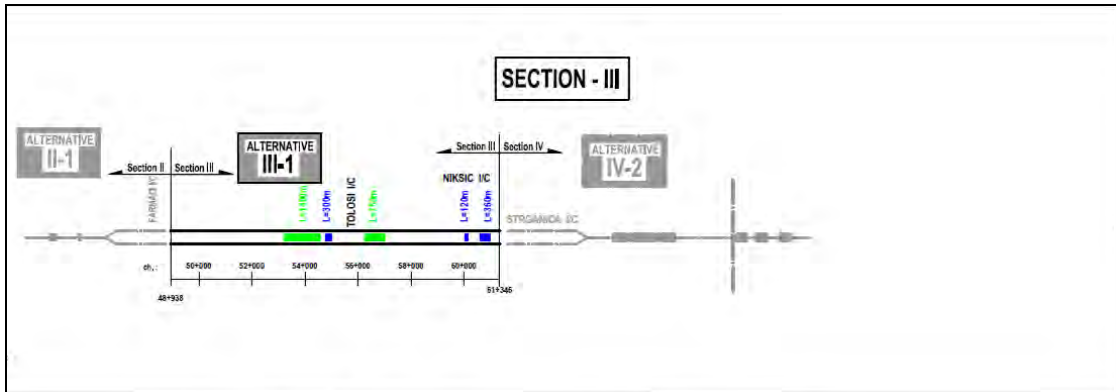 SECTION - III
ALTERNATIVE
II-1
Section II
Section III
ALTERNATIVE
III-1
Section III
Section IV
ALTERNATIVE
IV-2
FARMACI I/C
L=300m
TOLOSI I/C
L=750m
NIKSIC I/C
L=120m
L=360m
STRGANICA I/C
ch. :
50+000
52+000
54+000
56+000
58+000
60+000
48+938
61+346